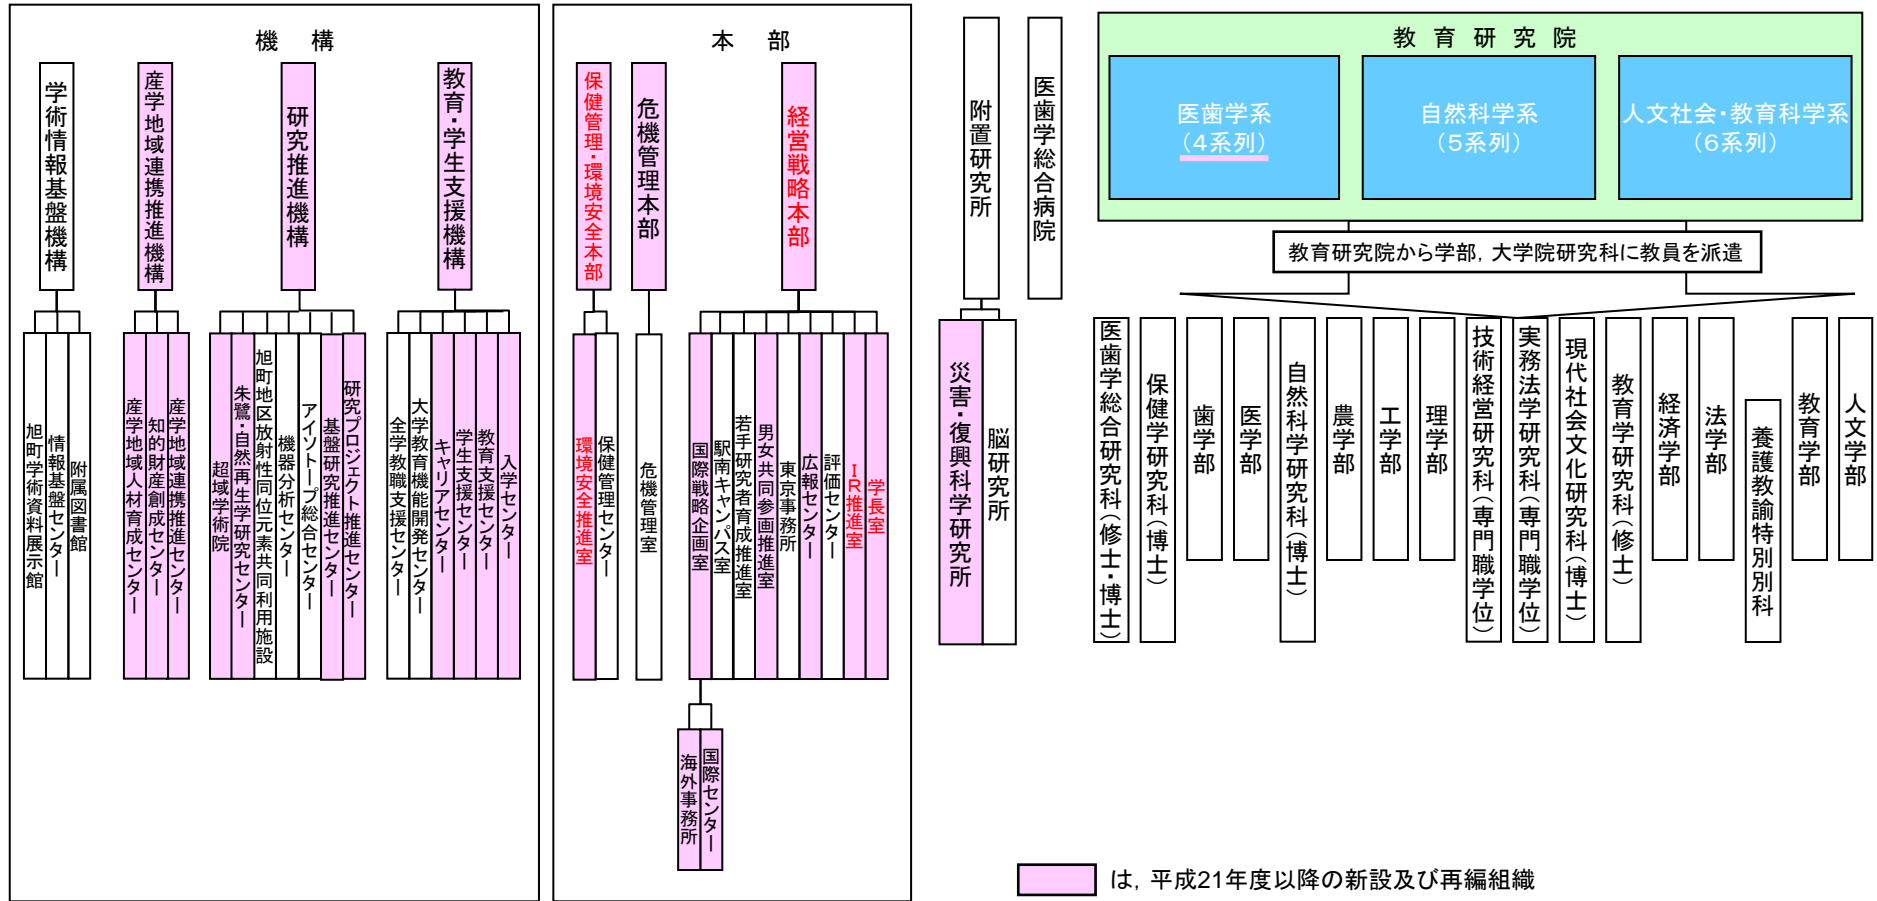 機 構
学術情報基盤機構
産学地域連携推進機構
研究推進機構
教育・学生支援機構
旭町学術資料展示館
情報基盤センター
附属図書館
産学地域人材育成センター
知的財産創成センター
産学地域連携推進センター
超域学術院
朱鷺・自然再生学研究センター
旭町地区放射性同位元素共同利用施設
機器分析センター
アイソトープ総合センター
基盤研究推進センター
研究プロジェクト推進センター
全学教職支援センター
大学教育機能開発センター
キャリアセンター
学生支援センター
教育支援センター
入学センター
本 部
保健管理・環境安全本部
危機管理本部
経営戦略本部
環境安全推進室
保健管理センター
危機管理室
国際戦略企画室
駅南キャンパス室
若手研究者育成推進室
男女共同参画推進室
東京事務所
広報センター
評価センター
IR推進室
学長室
海外事務所
国際センター
附置研究所
医歯学総合病院
災害・復興科学研究所
脳研究所
教 育 研 究 院
医歯学系
(4系列)
自然科学系
(5系列)
人文社会・教育科学系
(6系列)
教育研究院から学部，大学院研究科に教員を派遣
医歯学総合研究科(修士・博士)
保健学研究科(博士)
歯学部
医学部
自然科学研究科(博士)
農学部
工学部
理学部
技術経営研究科(専門職学位)
実務法学研究科(専門職学位)
現代社会文化研究科(博士)
教育学研究科(修士)
経済学部
法学部
養護教諭特別別科
教育学部
人文学部
は，平成21年度以降の新設及び再編組織